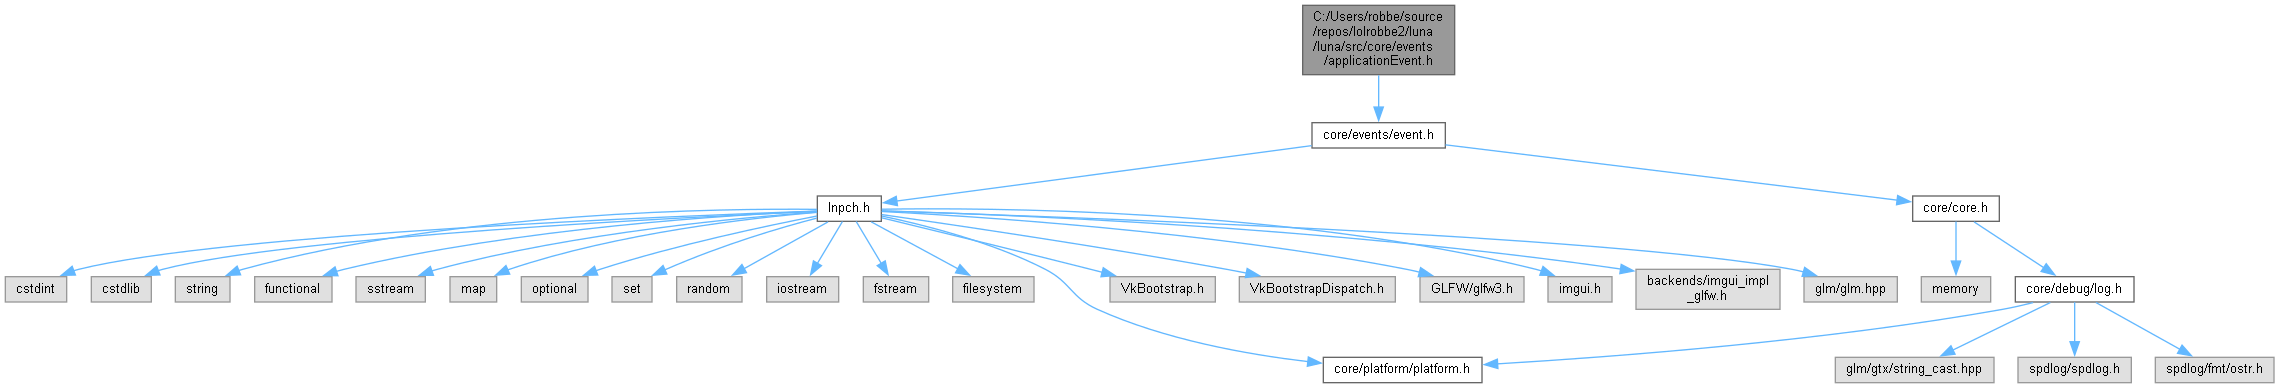 C:/Users/robbe/source
/repos/lolrobbe2/luna
/luna/src/core/events
/applicationEvent.h
core/events/event.h
lnpch.h
core/core.h
cstdint
cstdlib
string
functional
sstream
map
optional
set
random
iostream
fstream
filesystem
VkBootstrap.h
VkBootstrapDispatch.h
GLFW/glfw3.h
imgui.h
backends/imgui_impl
_glfw.h
glm/glm.hpp
memory
core/debug/log.h
core/platform/platform.h
glm/gtx/string_cast.hpp
spdlog/spdlog.h
spdlog/fmt/ostr.h